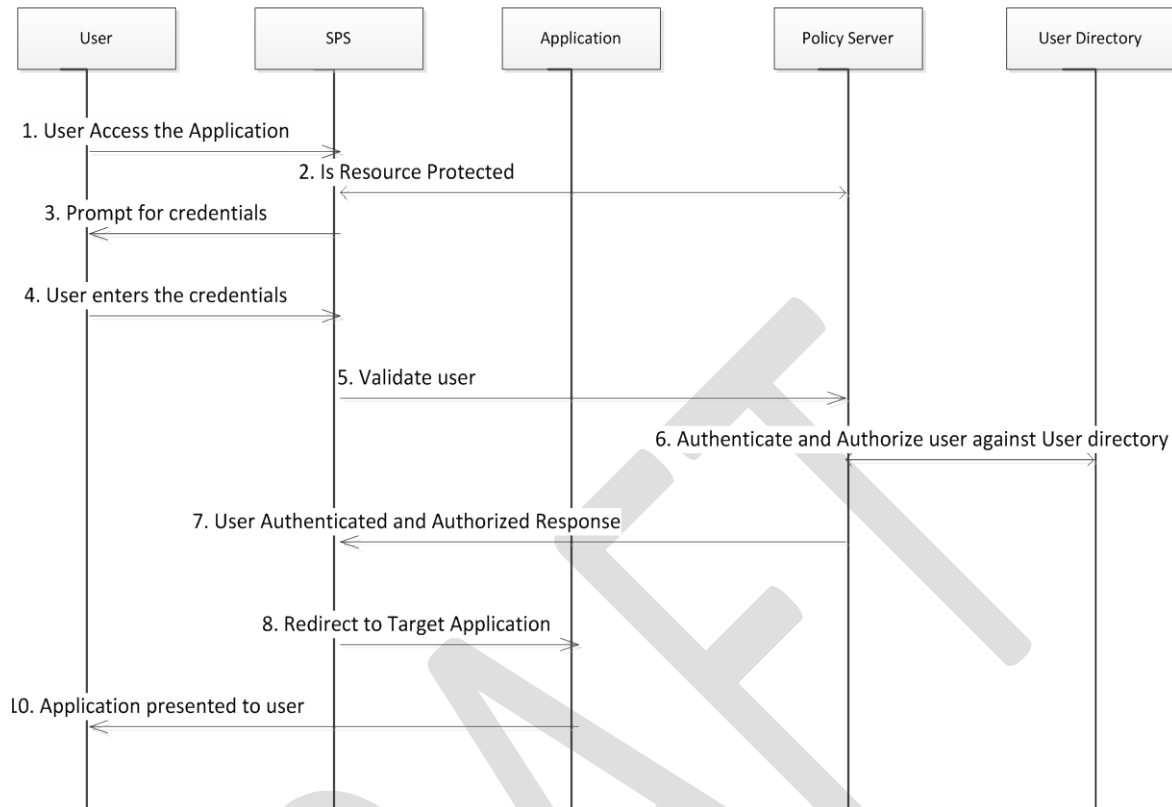 User
SPS
Application
Policy Server
User Directory
1. User Access the Application
2. Is Resource Protected
3. Prompt for credentials
4. User enters the credentials
5. Validate user
6. Authenticate and Authorize user against User directory
7. User Authenticated and Authorized Response
8. Redirect to Target Application
10. Application presented to user